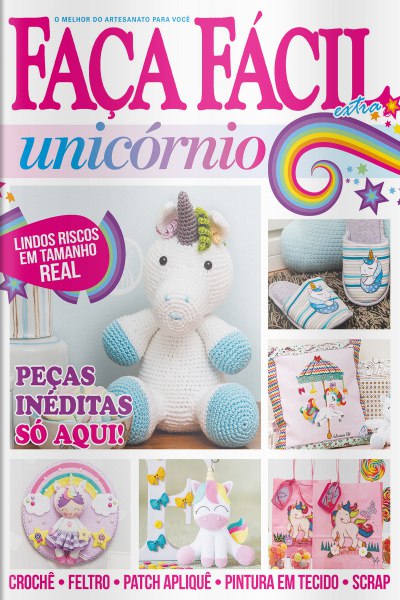 O MELHOR DO ARTESANATO PARA VOCÊ
FAÇA FÁCIL
extra
unicórnio
LINDOS RISCOS
EM TAMANHO
REAL
PEÇAS
INÉDITAS
SÓ AQUI!
CROCHÊ • FELTRO • PATCH APLIQUÊ • PINTURA EM TECIDO • SCRAP